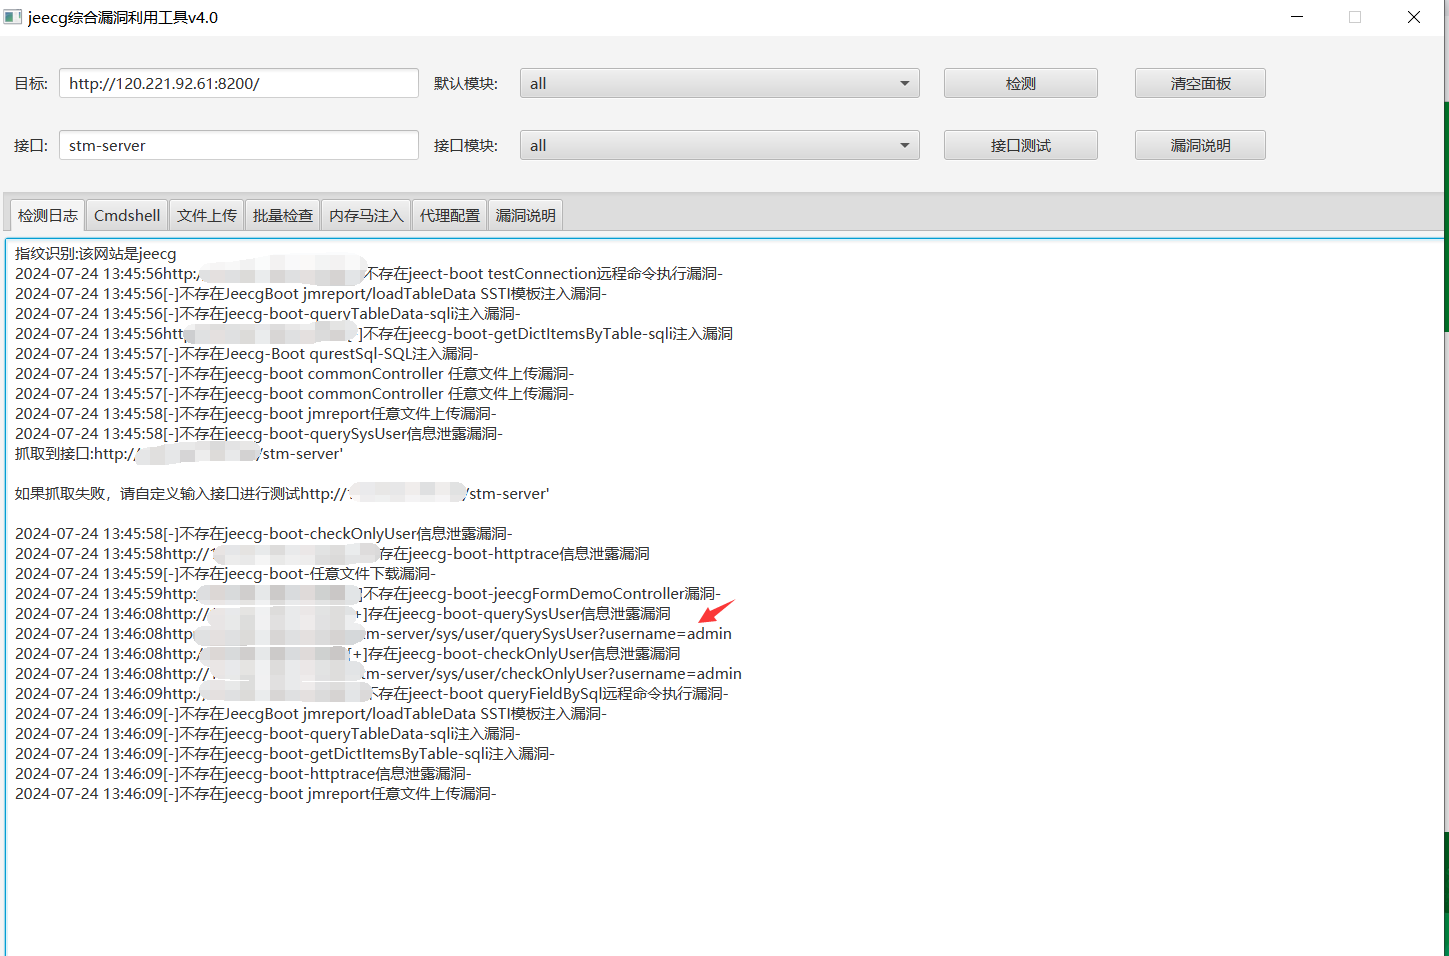 jeecg综合漏洞利用工具v4.0
目标: http://120.221.92.61:8200/ 默认模块: all 检测 清空面板
接口: stm-server 接口模块: all 接口测试 漏洞说明
检测日志 Cmdshell 文件上传 批量检查 内存马注入 代理配置 漏洞说明
指纹识别:该网站是jeecg
2024-07-24 13:45:56http:/ 不存在jeect-boot testConnection远程命令执行漏洞-
2024-07-24 13:45:56[-]不存在JeecgBoot jmreport/loadTableData SSTI模板注入漏洞-
2024-07-24 13:45:56[-]不存在jeecg-boot-queryTableData-sqli注入漏洞-
2024-07-24 13:45:56htt ]不存在jeecg-boot-getDictItemsByTable-sqli注入漏洞
2024-07-24 13:45:57[-]不存在Jeecg-Boot qurestSql-SQL注入漏洞-
2024-07-24 13:45:57[-]不存在jeecg-boot commonController 任意文件上传漏洞-
2024-07-24 13:45:57[-]不存在jeecg-boot commonController 任意文件上传漏洞-
2024-07-24 13:45:58[-]不存在jeecg-boot jmreport任意文件上传漏洞-
2024-07-24 13:45:58[-]不存在jeecg-boot-querySysUser信息泄露漏洞-
抓取到接口:http:/ /stm-server'
如果抓取失败，请自定义输入接口进行测试http:// /stm-server'
2024-07-24 13:45:58[-]不存在jeecg-boot-checkOnlyUser信息泄露漏洞-
2024-07-24 13:45:58http://1 存在jeecg-boot-httptrace信息泄露漏洞
2024-07-24 13:45:59[-]不存在jeecg-boot-任意文件下载漏洞-
2024-07-24 13:45:59http: ]不存在jeecg-boot-jeecgFormDemoController漏洞-
2024-07-24 13:46:08http:/ +]存在jeecg-boot-querySysUser信息泄露漏洞
2024-07-24 13:46:08http tm-server/sys/user/querySysUser?username=admin
2024-07-24 13:46:08http:/ [+]存在jeecg-boot-checkOnlyUser信息泄露漏洞
2024-07-24 13:46:08http:/ tm-server/sys/user/checkOnlyUser?username=admin
2024-07-24 13:46:09http:/ 不存在jeect-boot queryFieldBySql远程命令执行漏洞-
2024-07-24 13:46:09[-]不存在JeecgBoot jmreport/loadTableData SSTI模板注入漏洞-
2024-07-24 13:46:09[-]不存在jeecg-boot-queryTableData-sqli注入漏洞-
2024-07-24 13:46:09[-]不存在jeecg-boot-getDictItemsByTable-sqli注入漏洞-
2024-07-24 13:46:09[-]不存在jeecg-boot-httptrace信息泄露漏洞-
2024-07-24 13:46:09[-]不存在jeecg-boot jmreport任意文件上传漏洞-